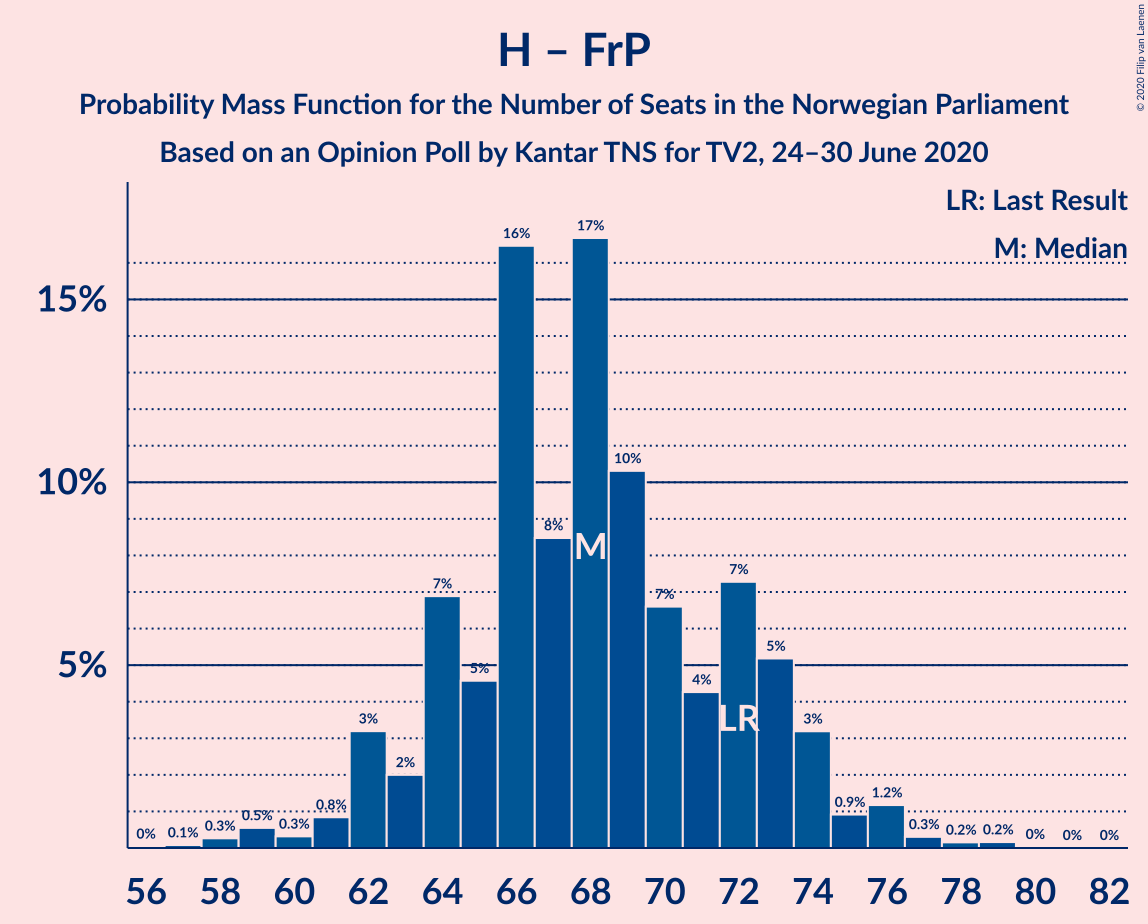 H – FrP
Probability Mass Function for the Number of Seats in the Norwegian Parliament
Based on an Opinion Poll by Kantar TNS for TV2, 24–30 June 2020
© 2020 Filip van Laenen
LR: Last Result
M: Median
15%
10%
5%
0% 0.1% 0.3% 0.5% 0.3% 0.8% 3% 2% 7% 5% 16% 8% 17% 10% 7% 4% 7% 5% 3% 0.9% 1.2% 0.3% 0.2% 0.2% 0% 0% 0%
M
LR
56 58 60 62 64 66 68 70 72 74 76 78 80 82